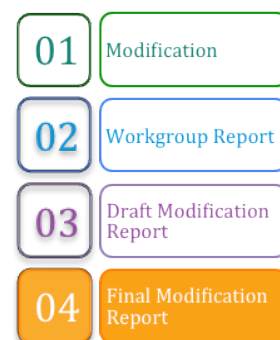 01
Modification
02
Workgroup Report
03
Draft Modification
Report
04
Final Modification
Report